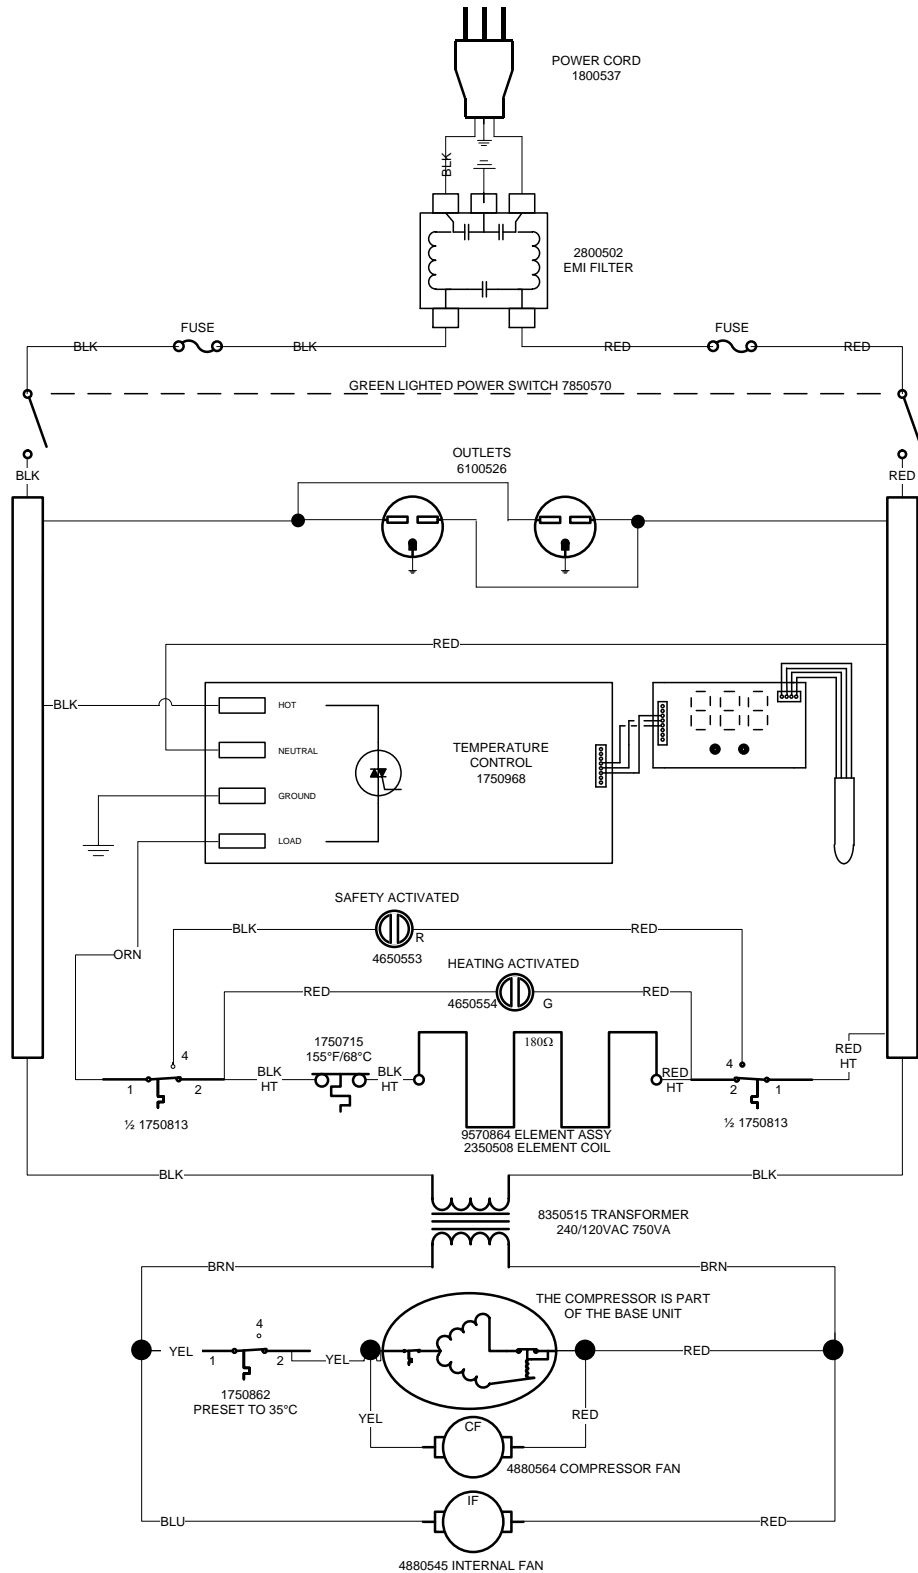 POWER CORD
1800537
BLK
2800502
EMI FILTER
FUSE
FUSE
BLK
BLK
RED
RED
GREEN LIGHTED POWER SWITCH 7850570
OUTLETS
6100526
BLK
RED
RED
BLK
HOT
NEUTRAL
GROUND
LOAD
TEMPERATURE
CONTROL
1750968
SAFETY ACTIVATED
BLK
R
RED
4650553
ORN
HEATING ACTIVATED
RED
4650554
G
RED
1750715
155°F/68°C
180Ω
4
1
2
BLK
HT
BLK
HT
RED
HT
4
2
1
RED
HT
½ 1750813
½ 1750813
9570864 ELEMENT ASSY
2350508 ELEMENT COIL
BLK
BLK
8350515 TRANSFORMER
240/120VAC 750VA
BRN
BRN
THE COMPRESSOR IS PART
OF THE BASE UNIT
4
YEL
1
2
YEL
RED
1750862
PRESET TO 35°C
YEL
RED
CF
4880564 COMPRESSOR FAN
IF
BLU
RED
4880545 INTERNAL FAN